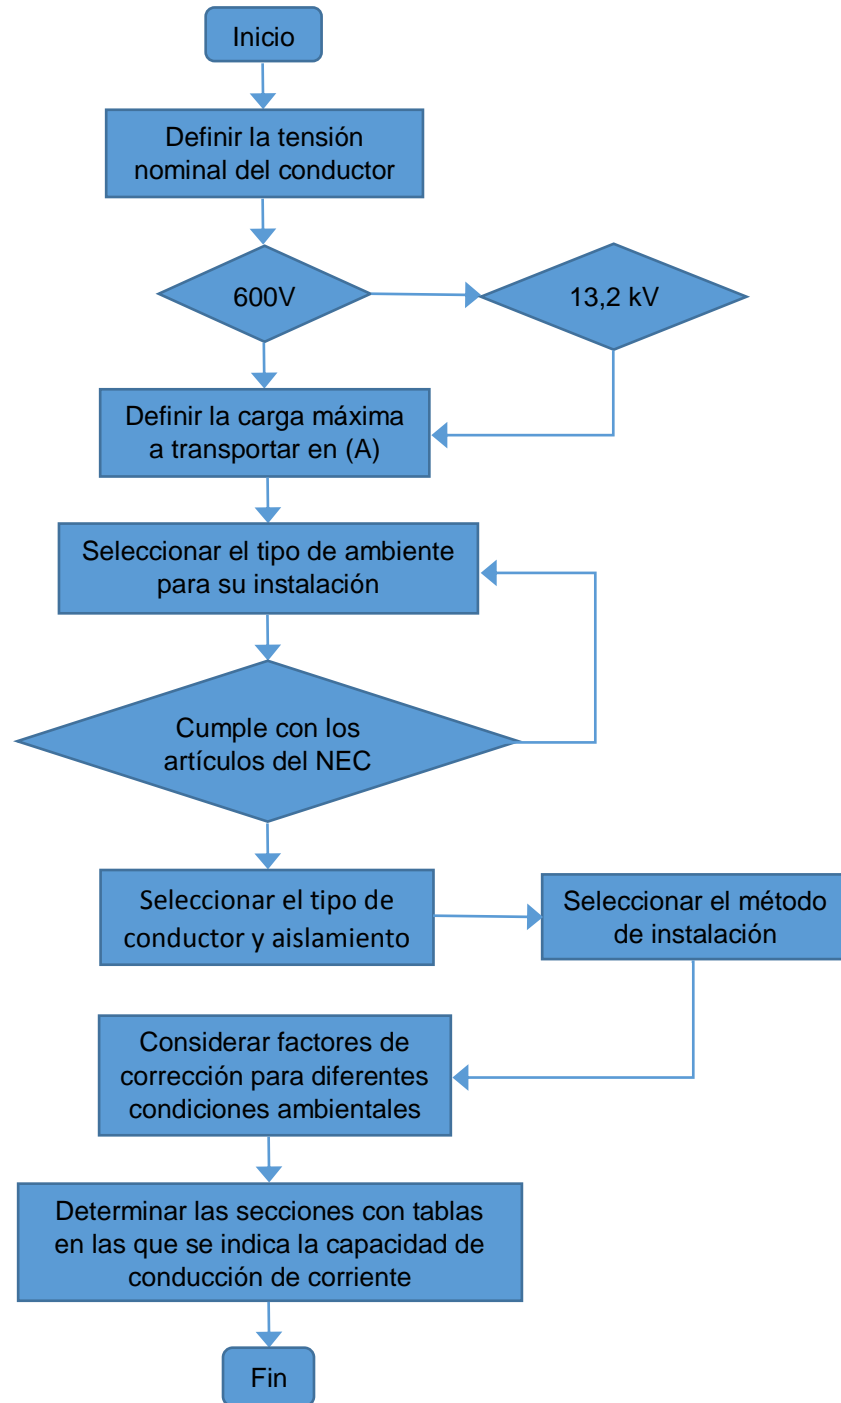 Inicio
Definir la tensión
nominal del conductor
600V
13,2 kV
Definir la carga máxima
a transportar en (A)
Seleccionar el tipo de ambiente
para su instalación
Cumple con los
artículos del NEC
Seleccionar el tipo de
conductor y aislamiento
Seleccionar el método
de instalación
Considerar factores de
corrección para diferentes
condiciones ambientales
Determinar las secciones con tablas
en las que se indica la capacidad de
conducción de corriente
Fin